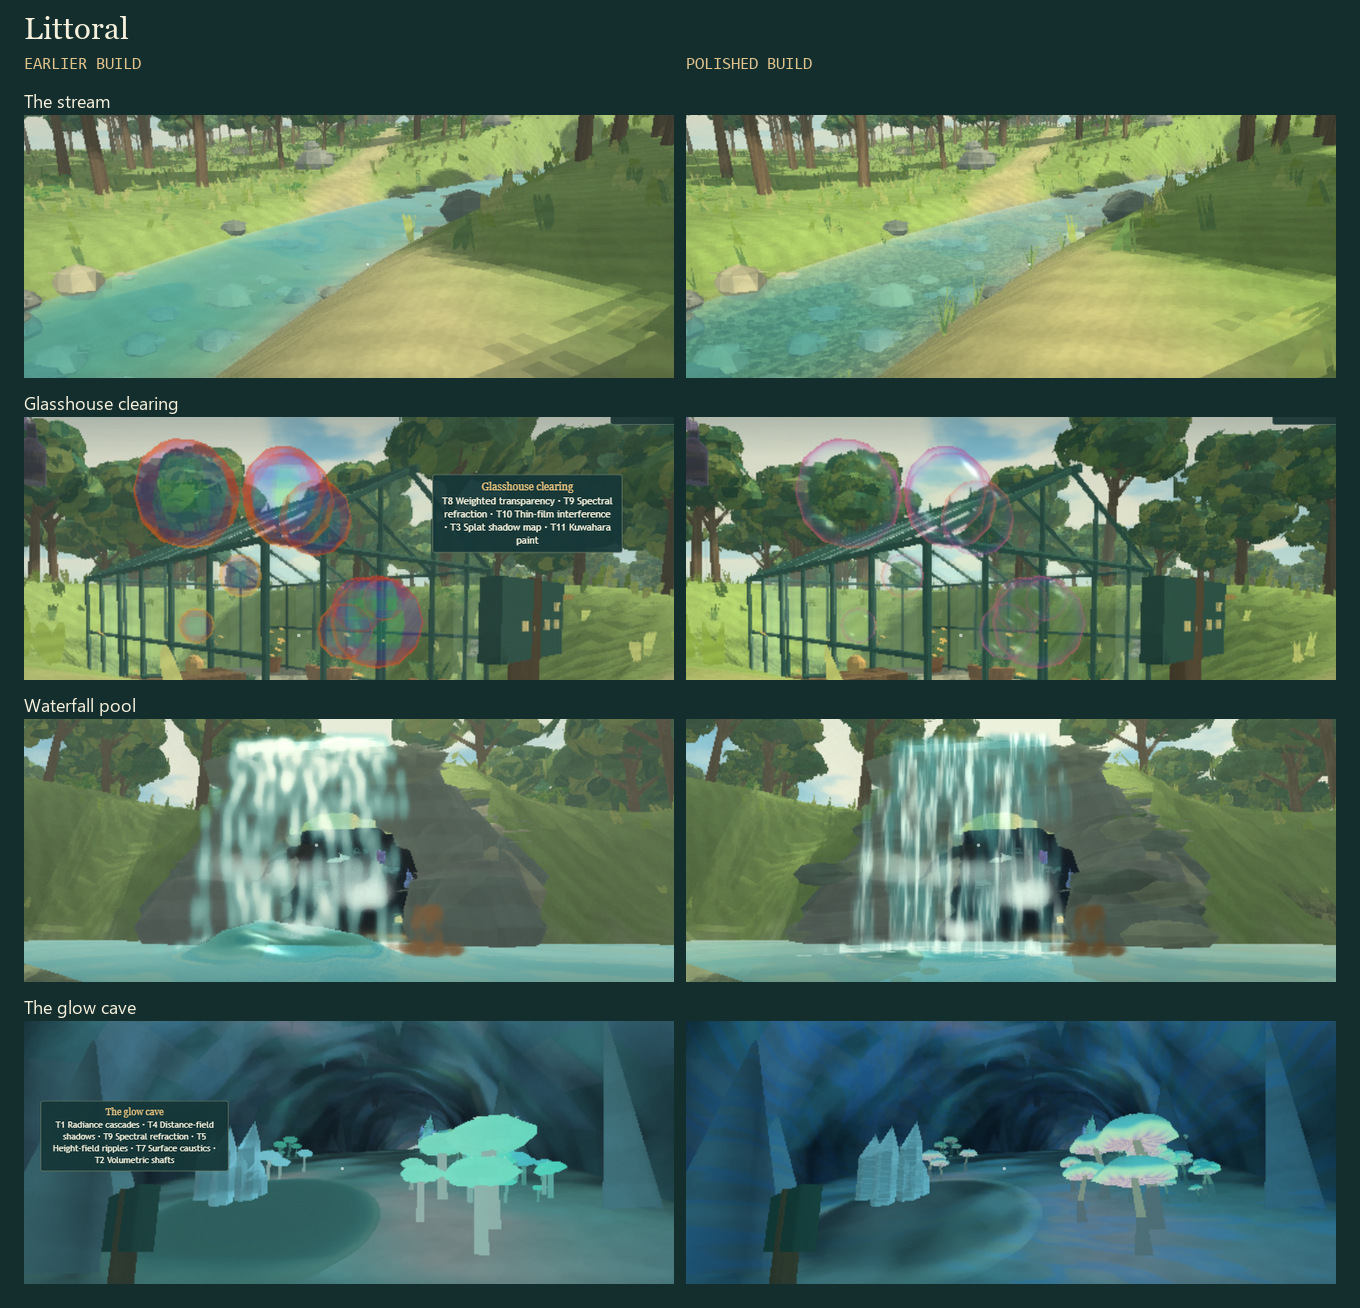 Littoral
EARLIER BUILD
POLISHED BUILD
The stream
Glasshouse clearing
Glasshouse clearing
T8 Weighted transparency · T9 Spectral
refraction · T10 Thin-film interference
· T3 Splat shadow map · T11 Kuwahara
paint
Waterfall pool
The glow cave
The glow cave
T1 Radiance cascades · T4 Distance-field
shadows · T9 Spectral refraction · T5
Height-field ripples · T7 Surface caustics ·
T2 Volumetric shafts